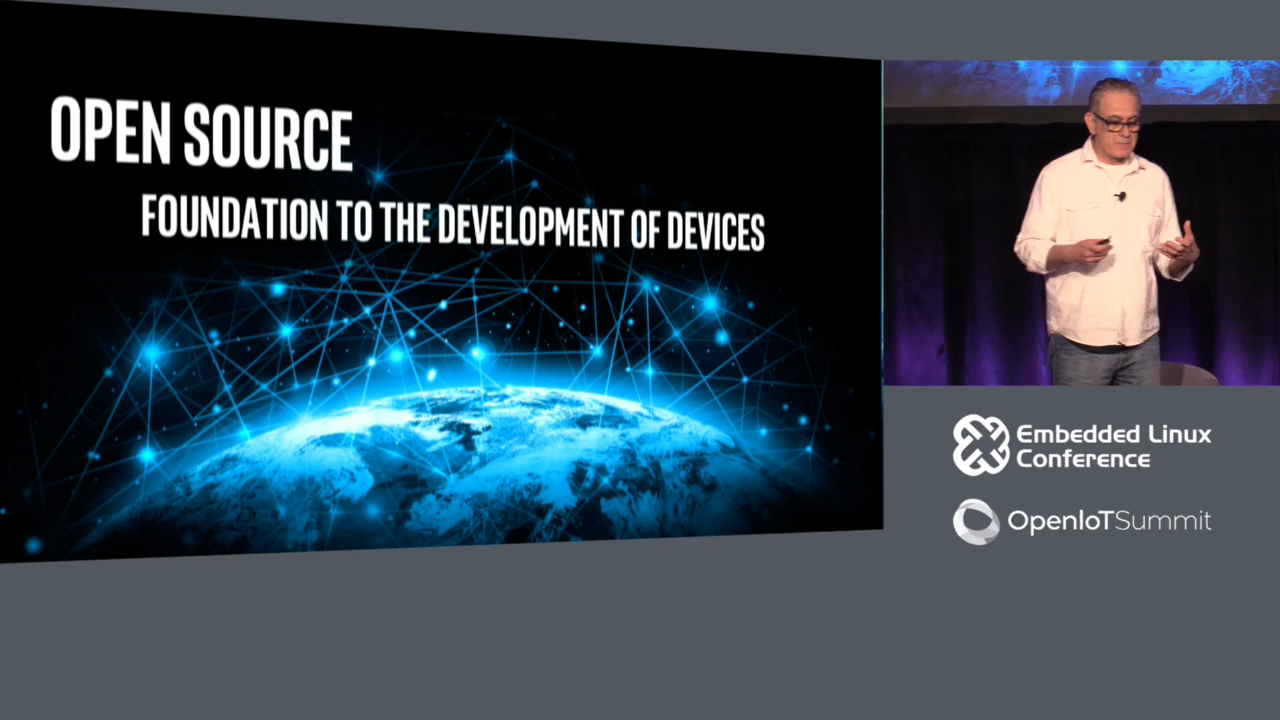 OPEN SOURCE
FOUNDATION TO THE DEVELOPMENT OF DEVICES
Embedded Linux
Conference
OpenIoTSummit